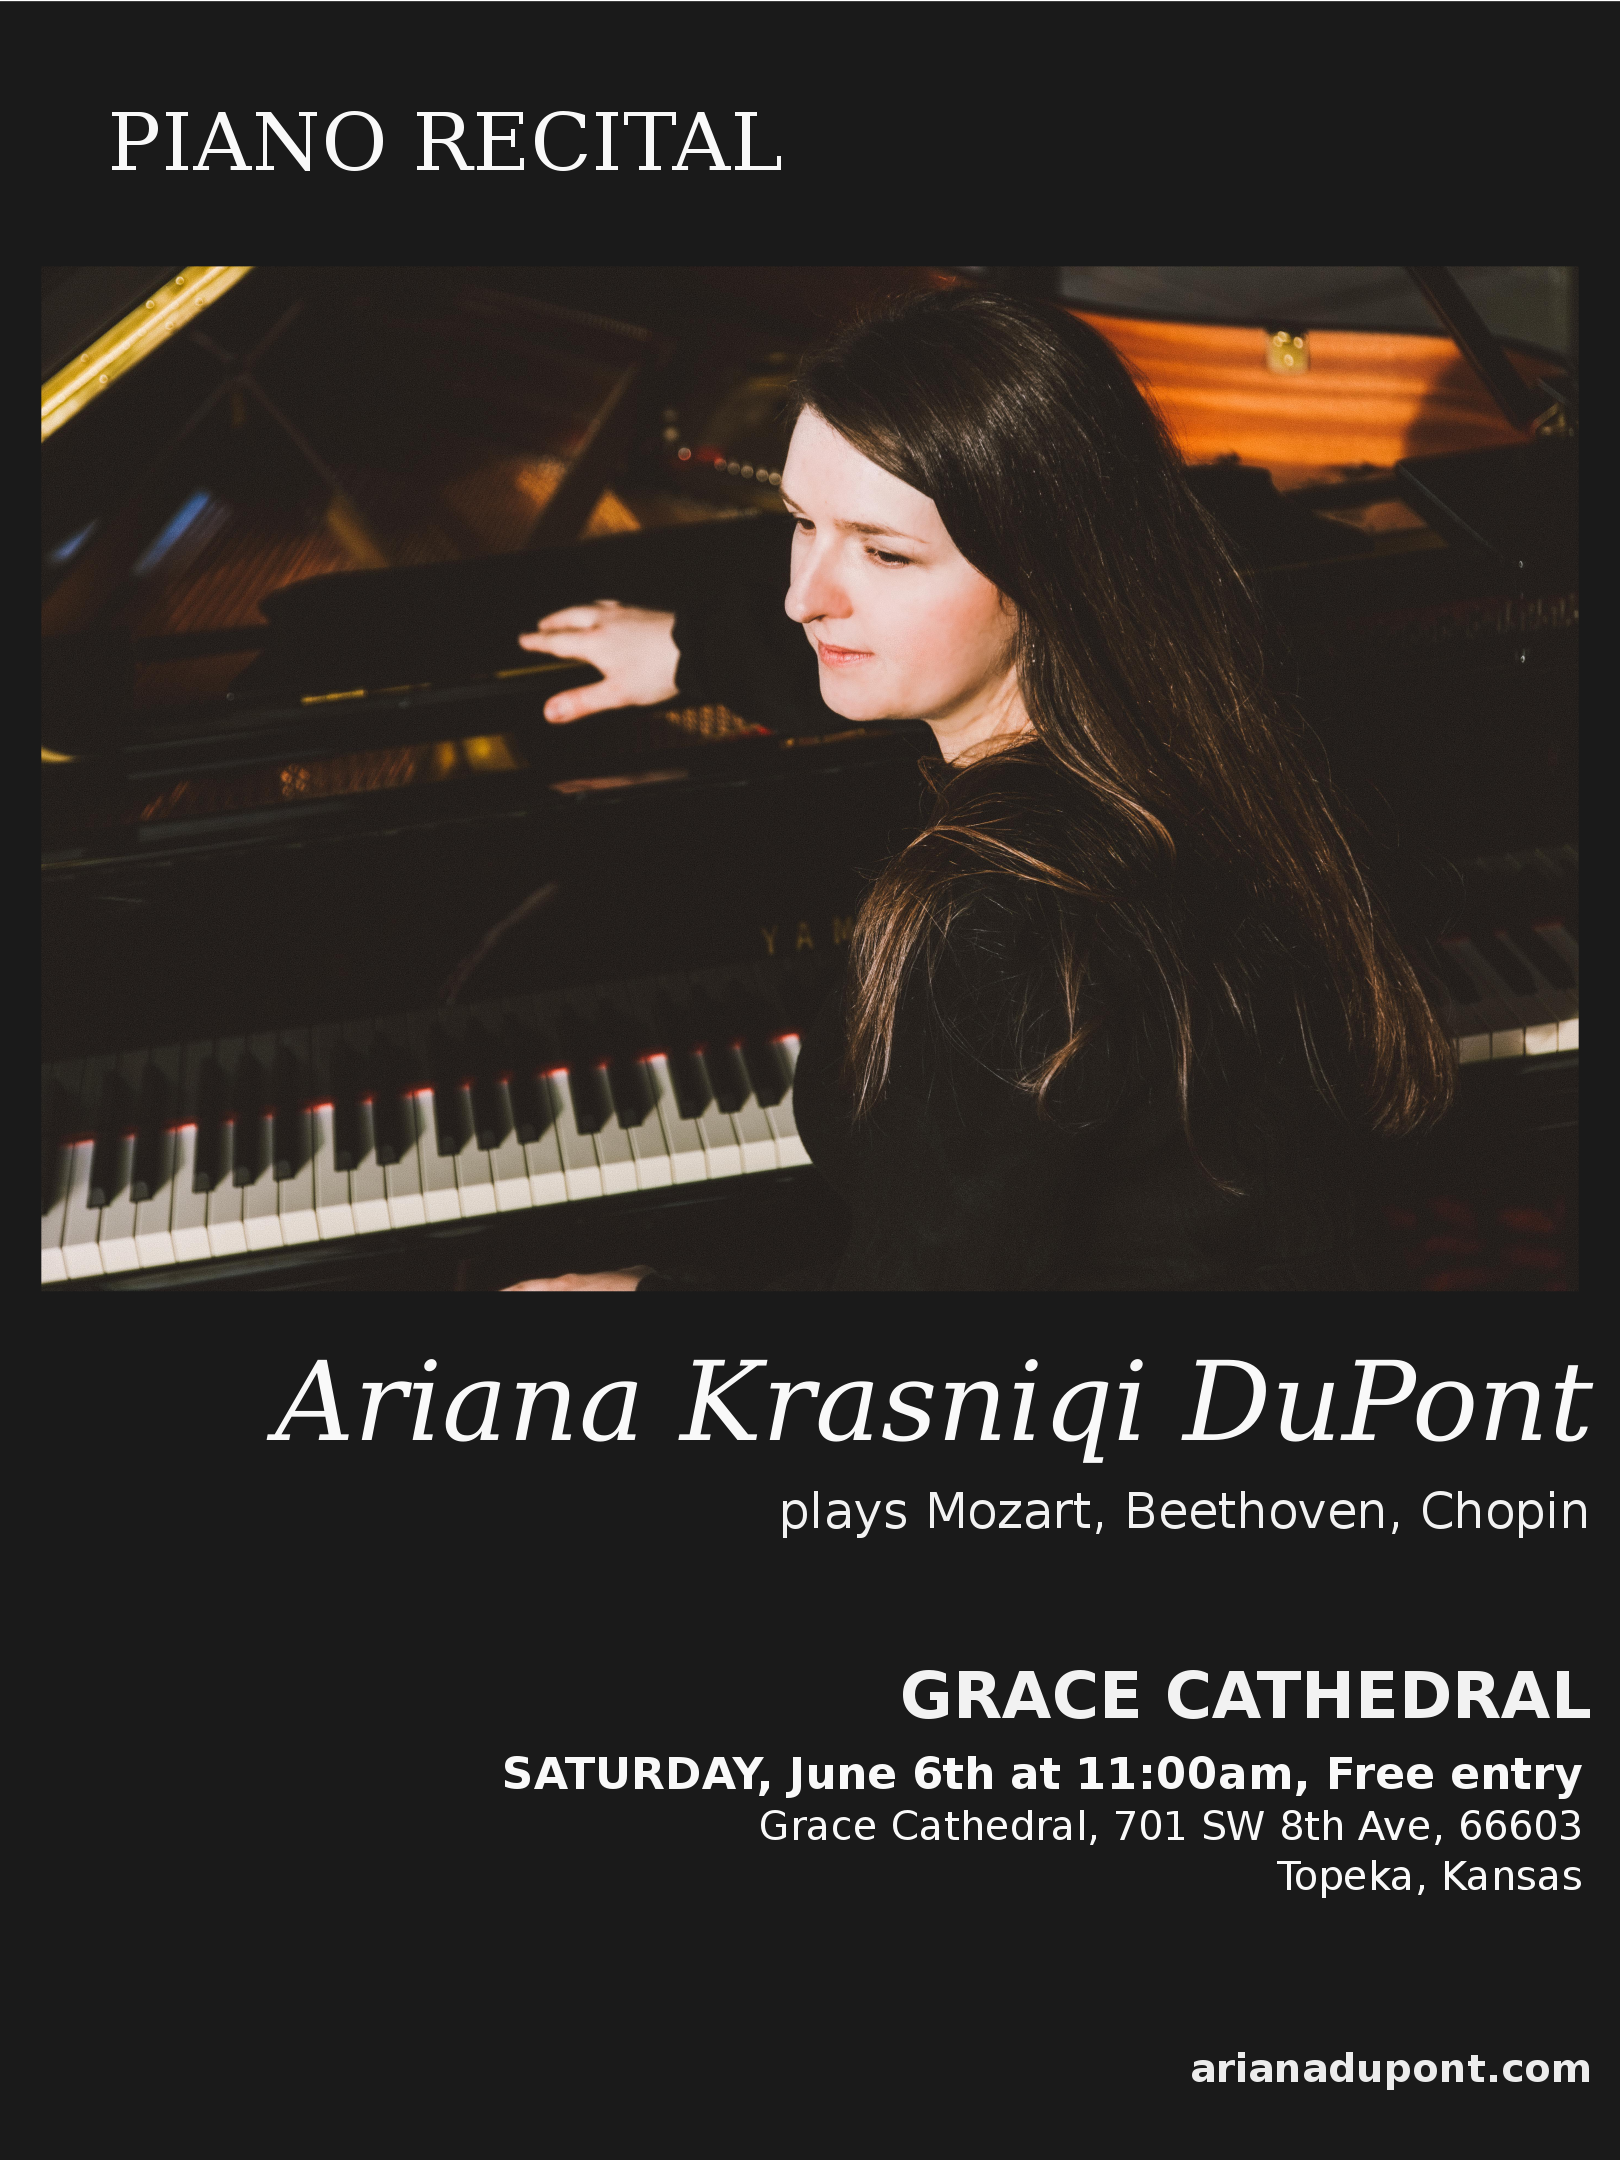 PIANO RECITAL
YAM
Ariana Krasniqi DuPont
plays Mozart, Beethoven, Chopin
GRACE CATHEDRAL
SATURDAY, June 6th at 11:00am, Free entry
Grace Cathedral, 701 SW 8th Ave, 66603
Topeka, Kansas
arianadupont.com